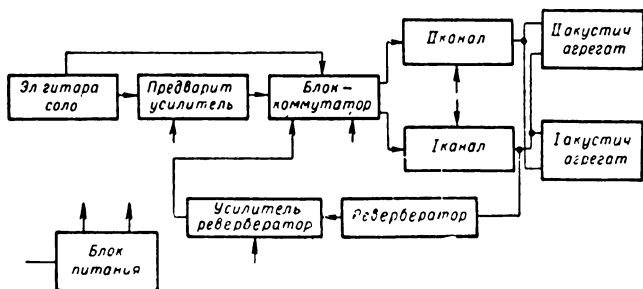 II канал
II акустич
агрегат
Эл гитара
соло
Предварит
усилитель
Блок-
коммутатор
I канал
I акустич
агрегат
Усилитель
ревербератор
Ревербератор
Блок
питания